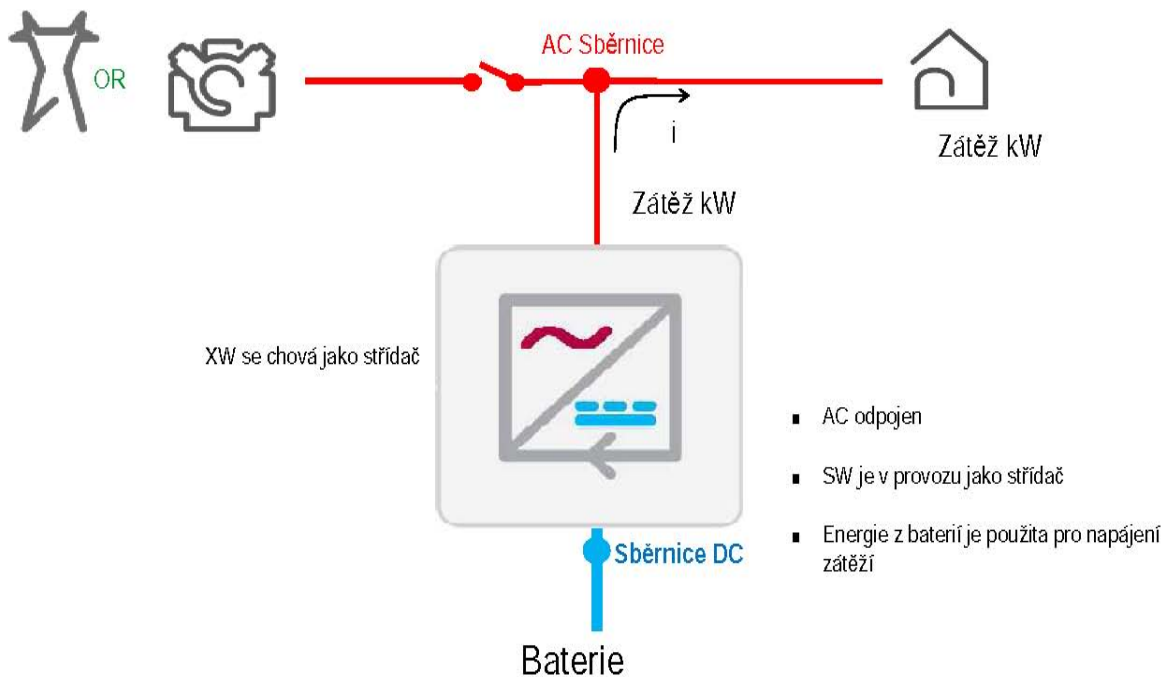 AC Sběrnice
OR
i
Zátěž kW
Zátěž kW
XW se chová jako střídač
▪ AC odpojen
▪ SW je v provozu jako střídač
▪ Energie z baterií je použita pro napájení
zátěží
Sběrnice DC
Baterie